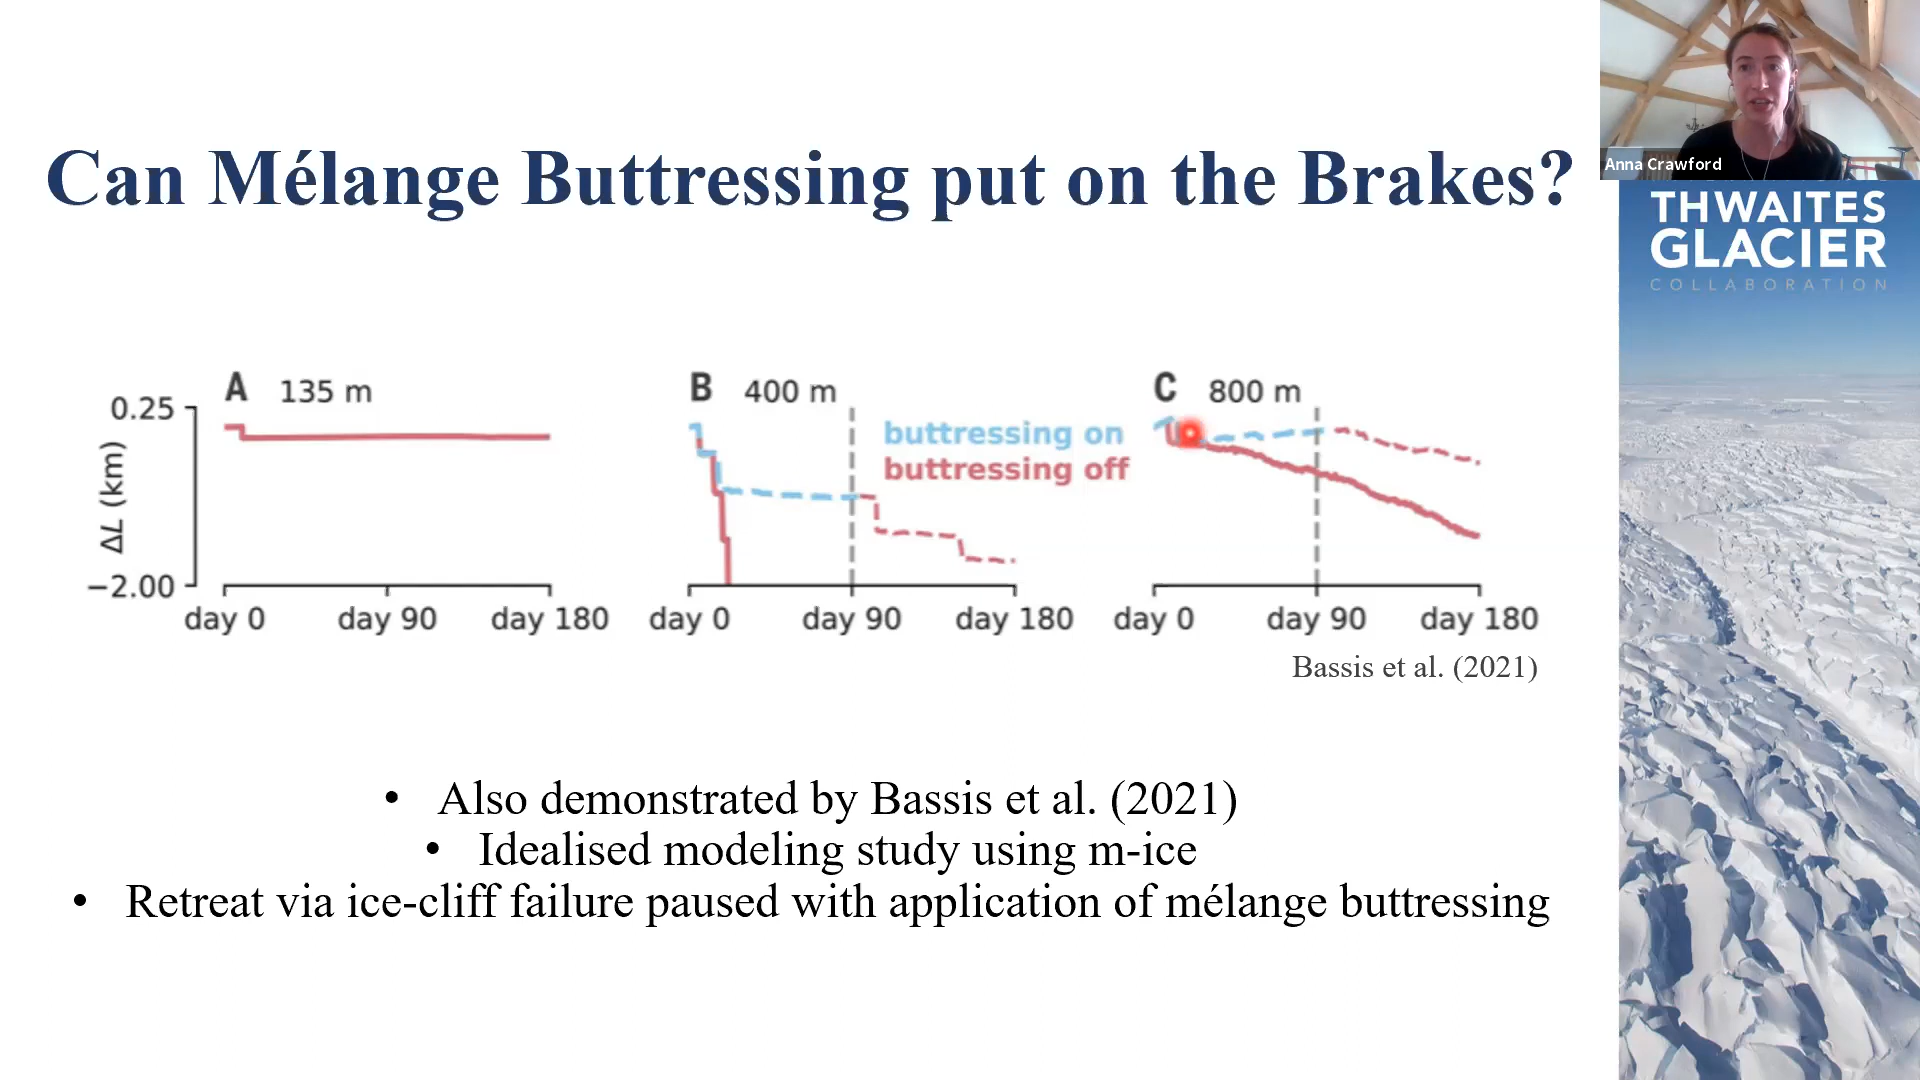 Can Mélange Buttressing put on the Brakes?
Anna Crawford
THWAITES
GLACIER
COLLABORATION
A 135 m
B 400 m
C 800 m
0.25
ΔL (km)
−2.00
buttressing on
buttressing off
day 0 day 90 day 180
day 0 day 90 day 180
day 0 day 90 day 180
Bassis et al. (2021)
• Also demonstrated by Bassis et al. (2021)
• Idealised modeling study using m-ice
• Retreat via ice-cliff failure paused with application of mélange buttressing